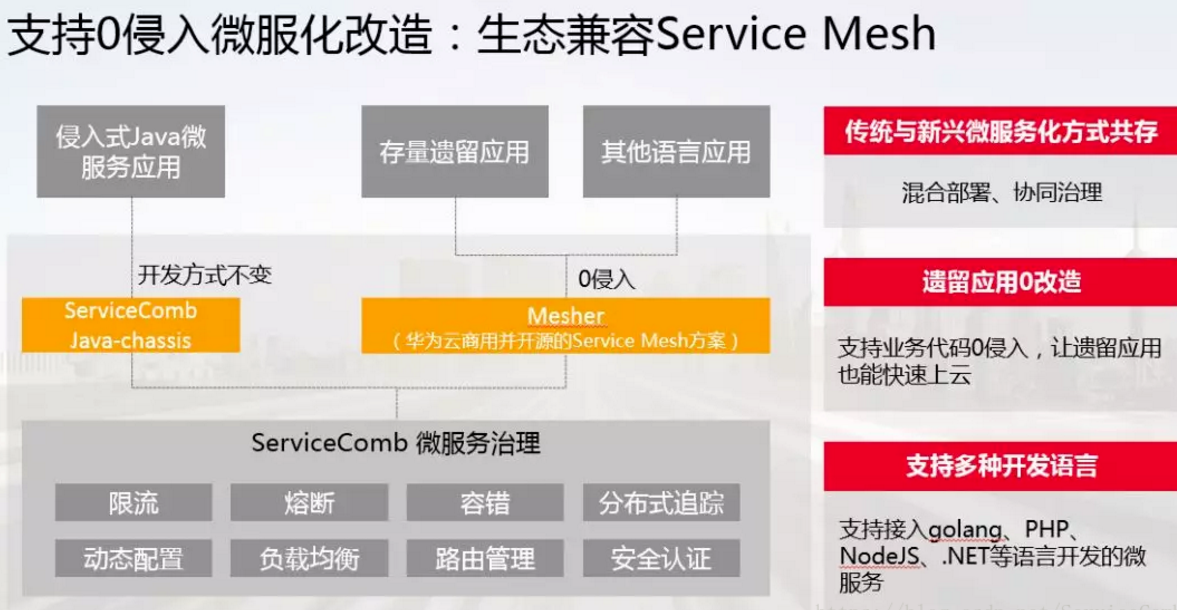 支持0侵入微服化改造：生态兼容Service Mesh
侵入式Java微
服务应用
存量遗留应用
其他语言应用
开发方式不变
0侵入
ServiceComb
Java-chassis
Mesher
（华为云商用并开源的Service Mesh方案）
ServiceComb 微服务治理
限流
熔断
容错
分布式追踪
动态配置
负载均衡
路由管理
安全认证
传统与新兴微服务化方式共存
混合部署、协同治理
遗留应用0改造
支持业务代码0侵入，让遗留应用
也能快速上云
支持多种开发语言
支持接入golang、PHP、
NodeJS、.NET等语言开发的微
服务